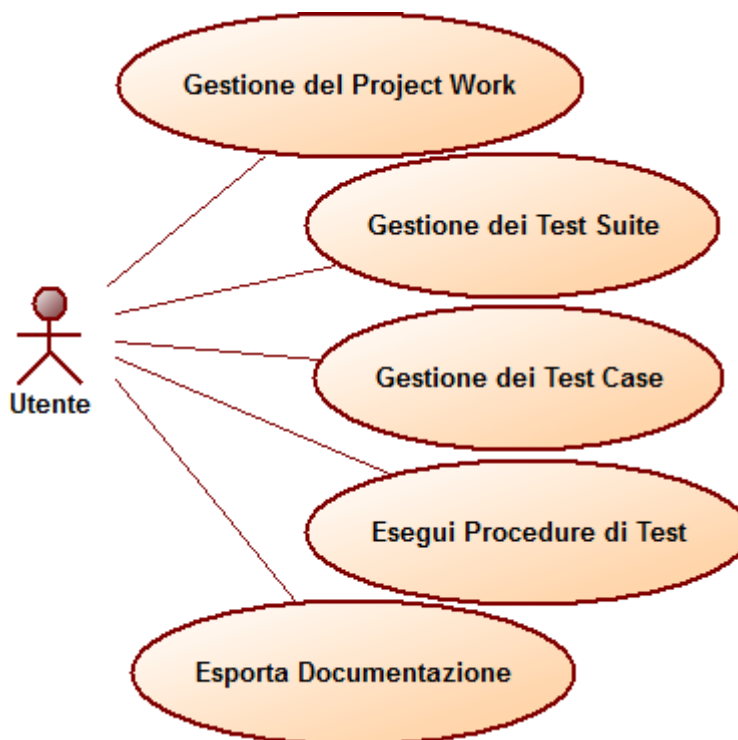 Gestione del Project Work
Gestione dei Test Suite
Gestione dei Test Case
Utente
Esegui Procedure di Test
Esporta Documentazione